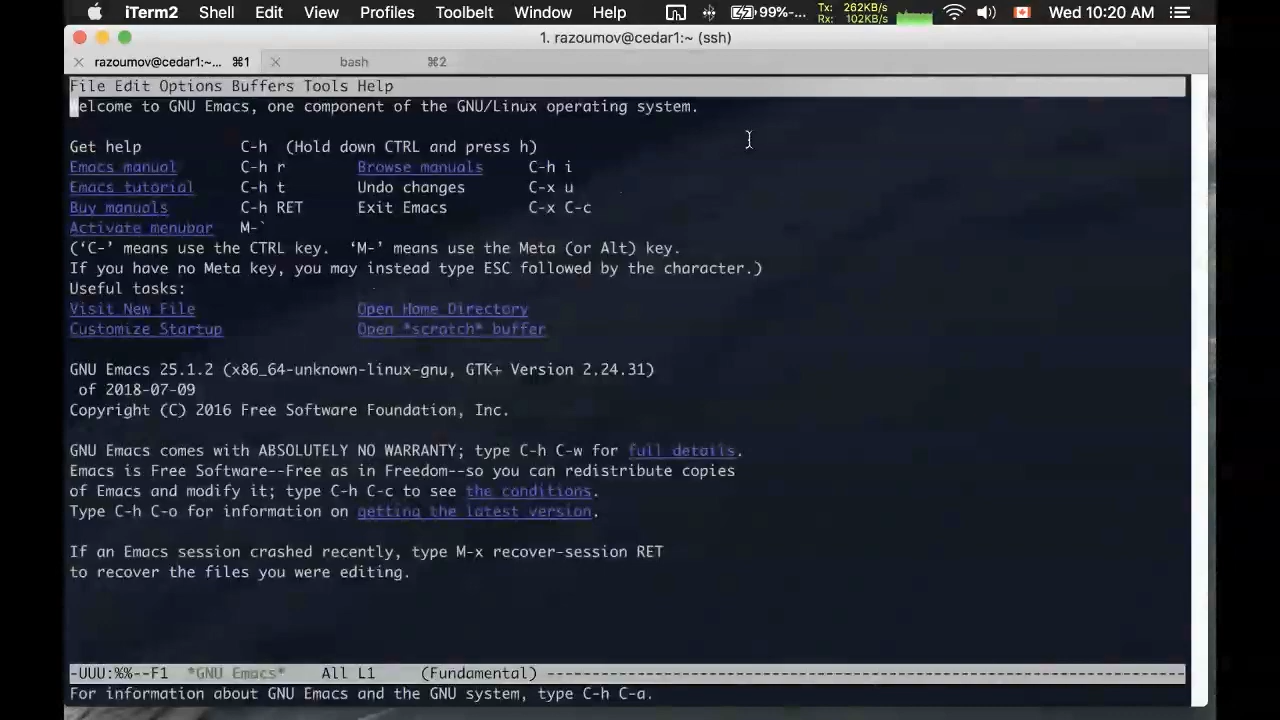 iTerm2 Shell Edit View Profiles Toolbelt Window Help 99%-... Tx: 262KB/s Rx: 102KB/s Wed 10:20 AM
1. razoumov@cedar1:~ (ssh)
razoumov@cedar1:~... ⌘1 bash ⌘2
File Edit Options Buffers Tools Help
Welcome to GNU Emacs, one component of the GNU/Linux operating system.
Get help C-h (Hold down CTRL and press h)
Emacs manual C-h r Browse manuals C-h i
Emacs tutorial C-h t Undo changes C-x u
Buy manuals C-h RET Exit Emacs C-x C-c
Activate menubar M-`
(‘C-’ means use the CTRL key. ‘M-’ means use the Meta (or Alt) key.
If you have no Meta key, you may instead type ESC followed by the character.)
Useful tasks:
Visit New File Open Home Directory
Customize Startup Open *scratch* buffer
GNU Emacs 25.1.2 (x86_64-unknown-linux-gnu, GTK+ Version 2.24.31)
of 2018-07-09
Copyright (C) 2016 Free Software Foundation, Inc.
GNU Emacs comes with ABSOLUTELY NO WARRANTY; type C-h C-w for full details.
Emacs is Free Software--Free as in Freedom--so you can redistribute copies
of Emacs and modify it; type C-h C-c to see the conditions.
Type C-h C-o for information on getting the latest version.
If an Emacs session crashed recently, type M-x recover-session RET
to recover the files you were editing.
-UUU:%%--F1 *GNU Emacs* All L1 (Fundamental) ------------------------------------------------------------------------
For information about GNU Emacs and the GNU system, type C-h C-a.